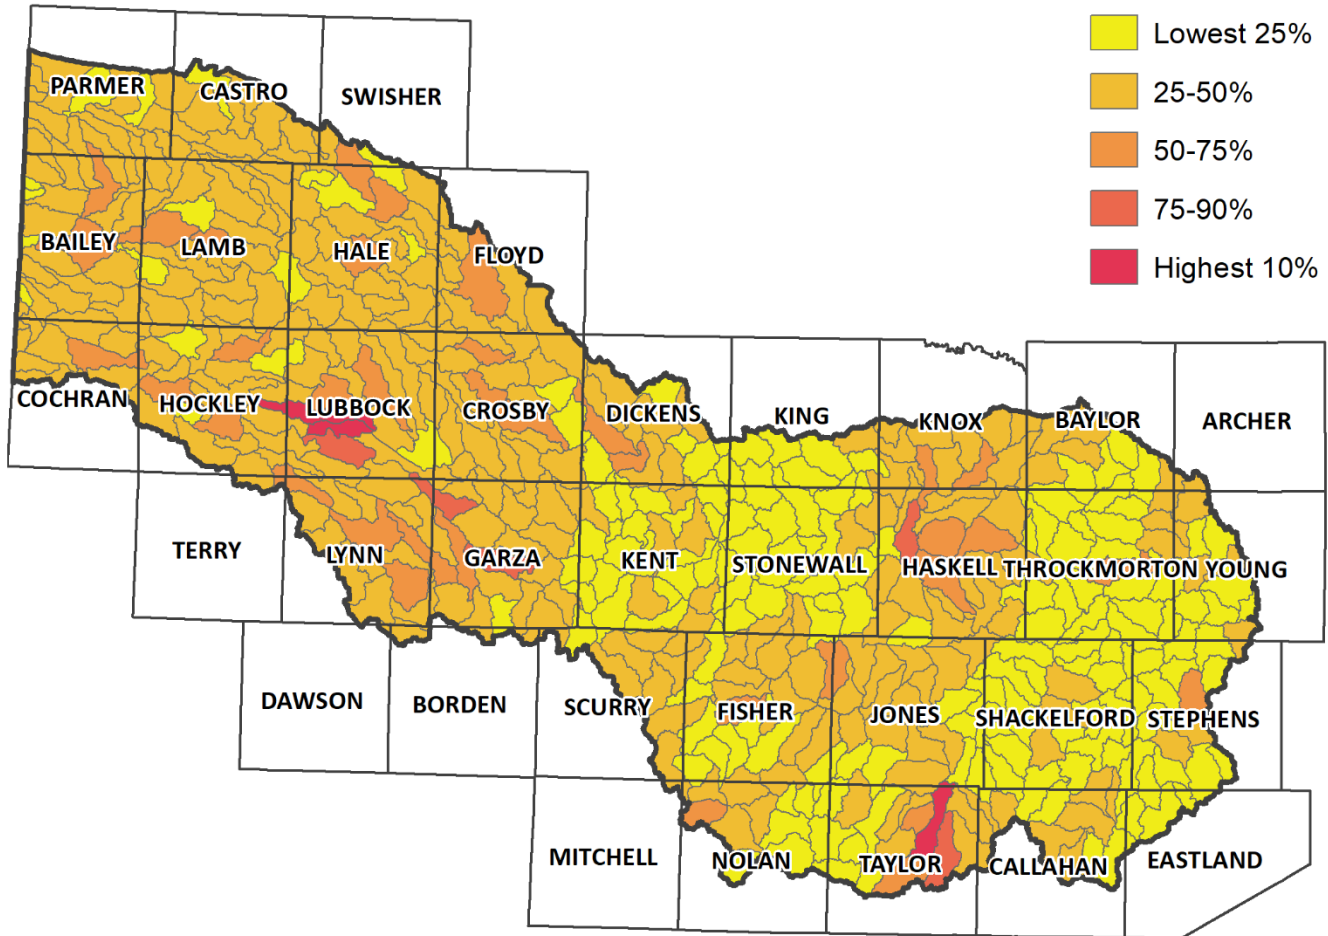 Lowest 25%
25-50%
50-75%
75-90%
Highest 10%
PARMER
CASTRO
SWISHER
BAILEY
LAMB
HALE
FLOYD
COCHRAN
HOCKLEY
LUBBOCK
CROSBY
DICKENS
KING
KNOX
BAYLOR
ARCHER
TERRY
LYNN
GARZA
KENT
STONEWALL
HASKELL
THROCKMORTON
YOUNG
DAWSON
BORDEN
SCURRY
FISHER
JONES
SHACKELFORD
STEPHENS
MITCHELL
NOLAN
TAYLOR
CALLAHAN
EASTLAND